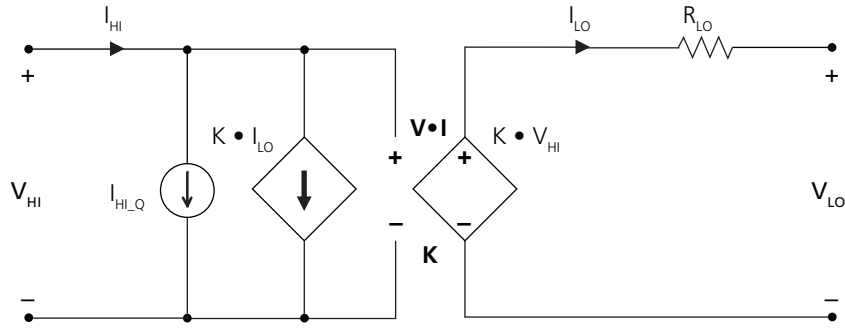 I_HI
I_LO
R_LO
+
+
K • I_LO
V•I
K • V_HI
+
+
V_HI
I_HI_Q
V_LO
–
–
K
–
–